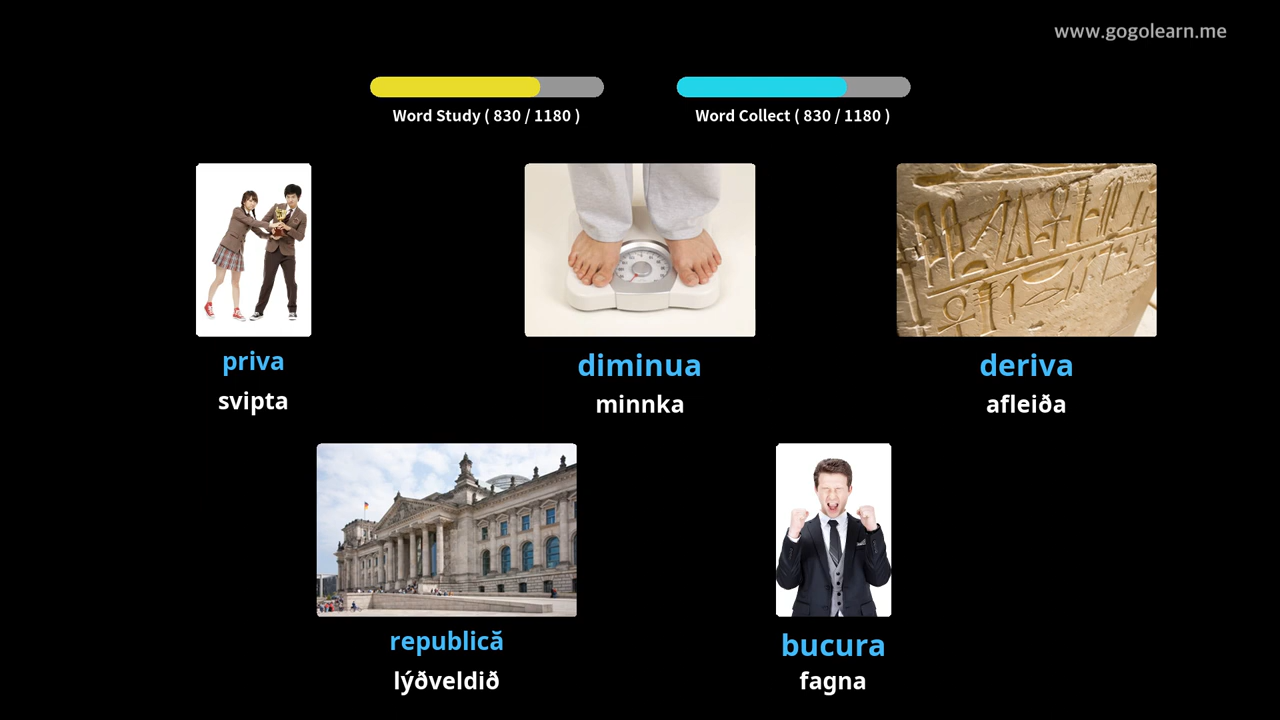 www.gogolearn.me
Word Study ( 830 / 1180 )
Word Collect ( 830 / 1180 )
priva
svipta
diminua
minnka
deriva
afleiða
republică
lýðveldið
bucura
fagna